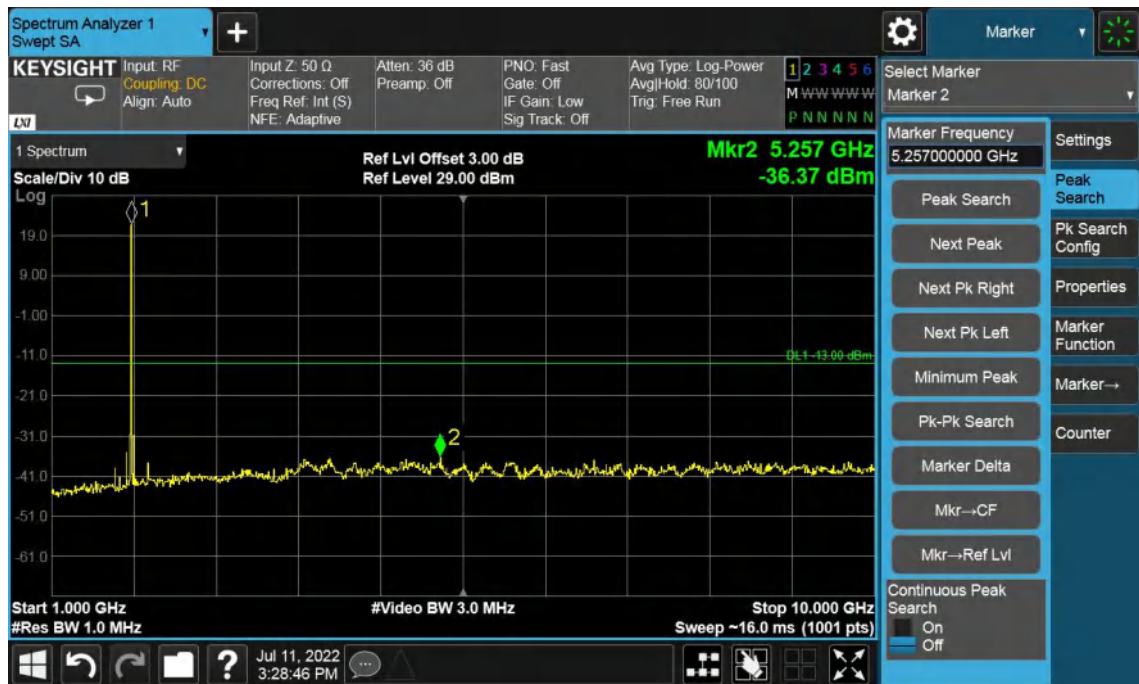 Spectrum Analyzer 1
Swept SA
+
Marker
KEYSIGHT
LXI
Input: RF
Coupling: DC
Align: Auto
Input Z: 50 Ω
Corrections: Off
Freq Ref: Int (S)
NFE: Adaptive
Atten: 36 dB
Preamp: Off
PNO: Fast
Gate: Off
IF Gain: Low
Sig Track: Off
Avg Type: Log-Power
Avg|Hold: 80/100
Trig: Free Run
1 2 3 4 5 6
M W W W W W
P N N N N N
Select Marker
Marker 2
1 Spectrum
Scale/Div 10 dB
Log
Ref Lvl Offset 3.00 dB
Ref Level 29.00 dBm
Mkr2 5.257 GHz
-36.37 dBm
1
19.0
9.00
-1.00
-11.0
DL1 -13.00 dBm
-21.0
-31.0
2
-41.0
-51.0
-61.0
Start 1.000 GHz
#Res BW 1.0 MHz
#Video BW 3.0 MHz
Stop 10.000 GHz
Sweep ~16.0 ms (1001 pts)
Marker Frequency
5.257000000 GHz
Peak Search
Next Peak
Next Pk Right
Next Pk Left
Minimum Peak
Pk-Pk Search
Marker Delta
Mkr→CF
Mkr→Ref Lvl
Continuous Peak
Search
On
Off
Settings
Peak
Search
Pk Search
Config
Properties
Marker
Function
Marker→
Counter
?
Jul 11, 2022
3:28:46 PM